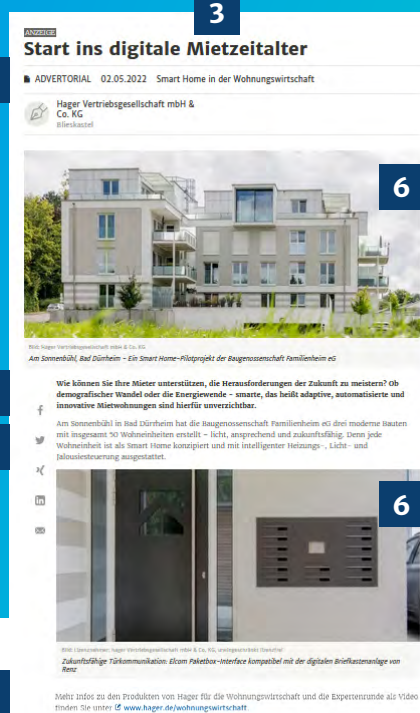 3
ANZEIGE
Start ins digitale Mietzeitalter
ADVERTORIAL 02.05.2022 Smart Home in der Wohnungswirtschaft
Hager Vertriebsgesellschaft mbH &
Co. KG
Blieskastel
6
Bild: Hager Vertriebsgesellschaft mbH & Co. KG
Am Sonnenbühl, Bad Dürrheim – Ein Smart Home-Pilotprojekt der Baugenossenschaft Familienheim eG
Wie können Sie Ihre Mieter unterstützen, die Herausforderungen der Zukunft zu meistern? Ob
demografischer Wandel oder die Energiewende – smarte, das heißt adaptive, automatisierte und
innovative Mietwohnungen sind hierfür unverzichtbar.
Am Sonnenbühl in Bad Dürrheim hat die Baugenossenschaft Familienheim eG drei moderne Bauten
mit insgesamt 50 Wohneinheiten erstellt – licht, ansprechend und zukunftsfähig. Denn jede
Wohneinheit ist als Smart Home konzipiert und mit intelligenter Heizungs-, Licht- und
Jalousiesteuerung ausgestattet.
6
Zukunftsfähige Türkommunikation: Elcom Paketbox-Interface kompatibel mit der digitalen Briefkastenanlage von
Renz
Mehr Infos zu den Produkten von Hager für die Wohnungswirtschaft und die Expertenrunde als Video
finden Sie unter www.hager.de/wohnungswirtschaft.